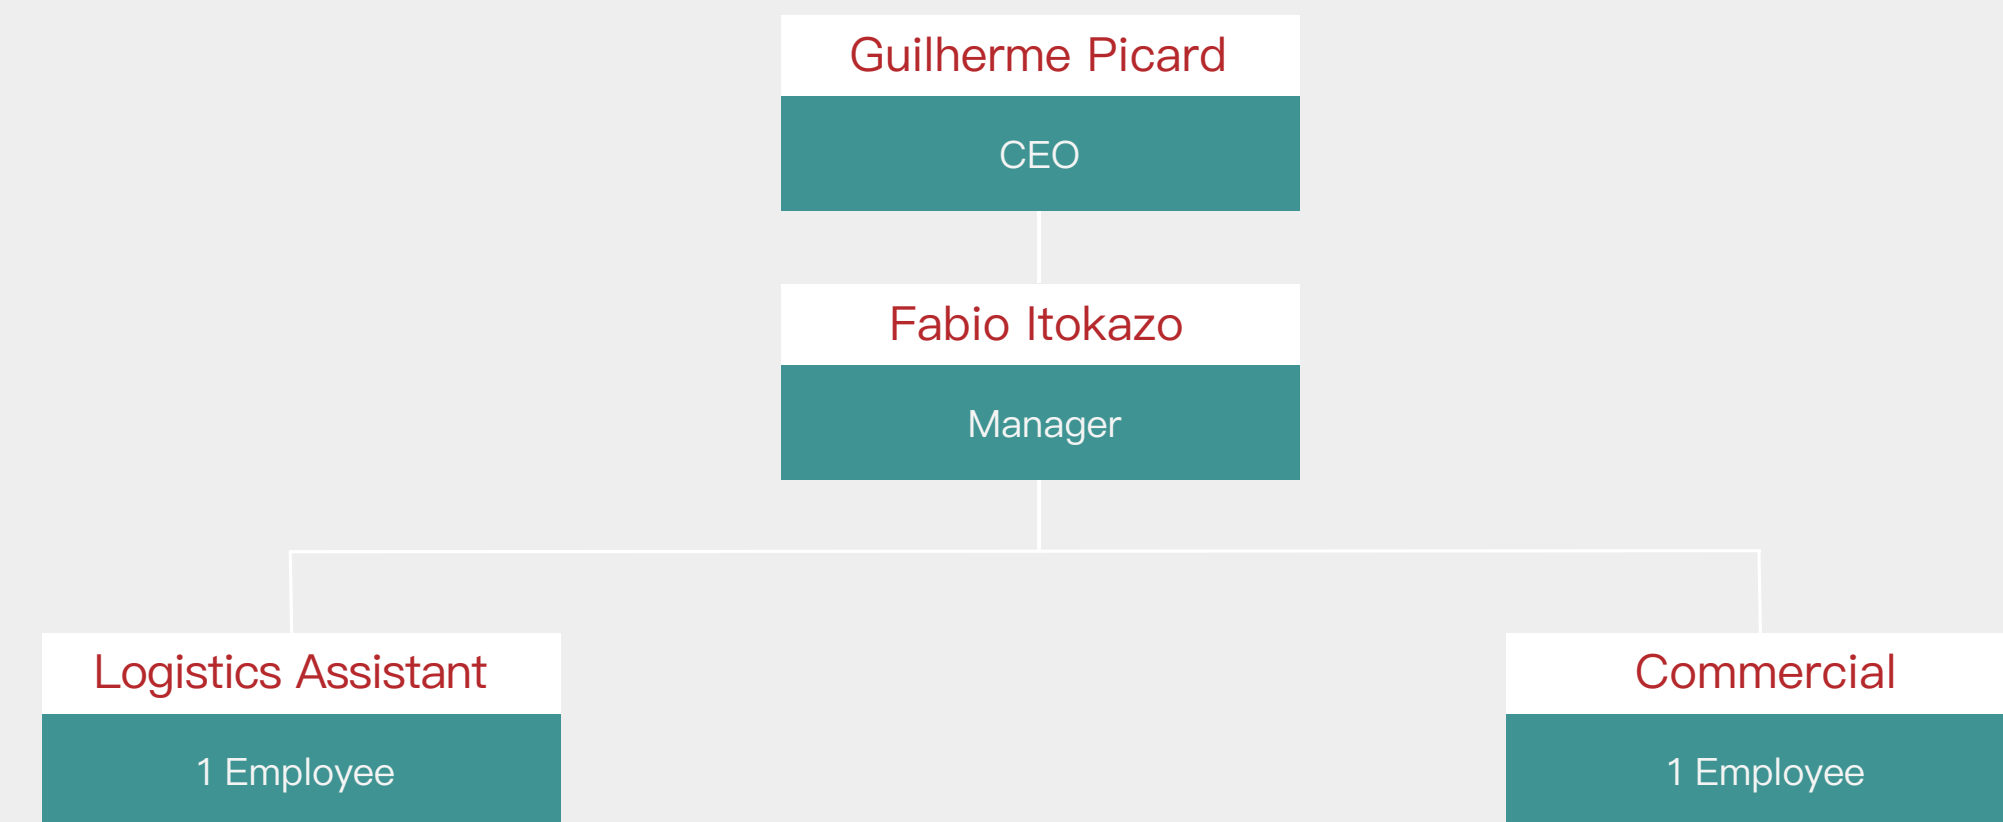 Guilherme Picard
CEO
Fabio Itokazo
Manager
Logistics Assistant
1 Employee
Commercial
1 Employee